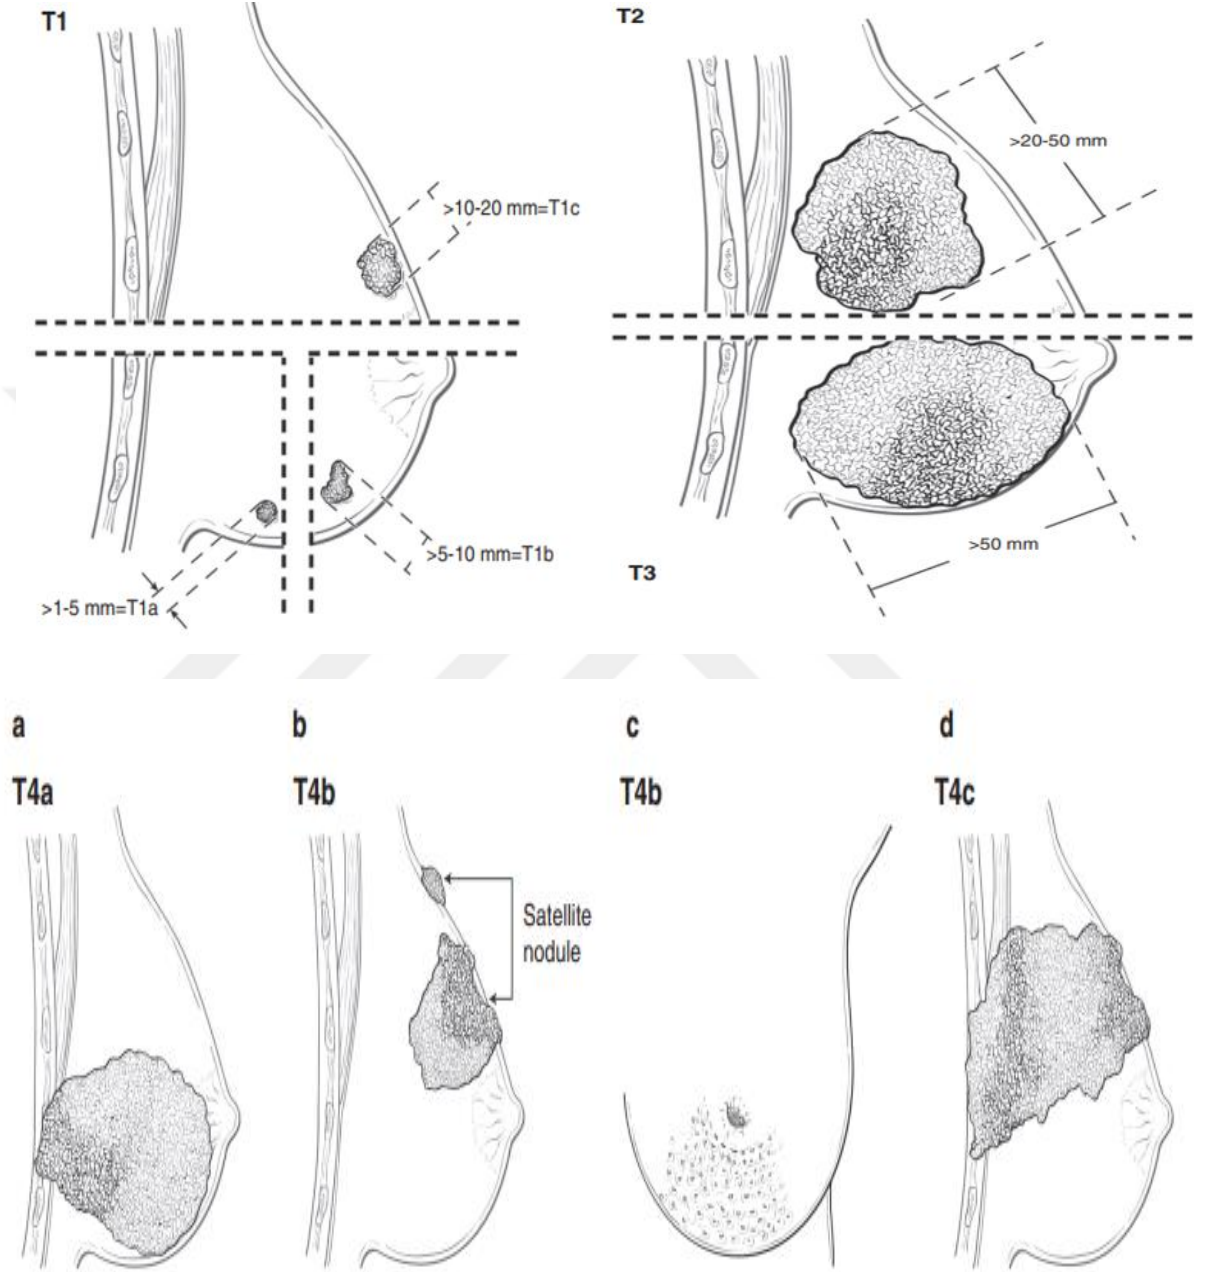 T1
>10-20 mm=T1c
>5-10 mm=T1b
>1-5 mm=T1a
T2
>20-50 mm
>50 mm
T3
a
T4a
b
T4b
Satellite
nodule
c
T4b
d
T4c